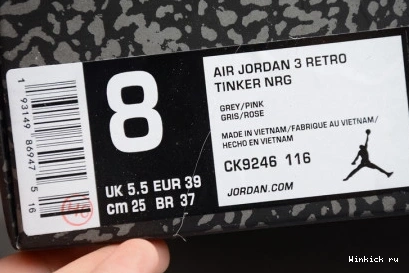 1 93149 86947 5 16
8
UK 5.5 EUR 39
CM 25 BR 37
AIR JORDAN 3 RETRO
TINKER NRG
GREY/PINK
GRIS/ROSE
MADE IN VIETNAM/FABRIQUE AU VIETNAM/
HECHO EN VIETNAM
CK9246 116
JORDAN.COM
Winkick ru